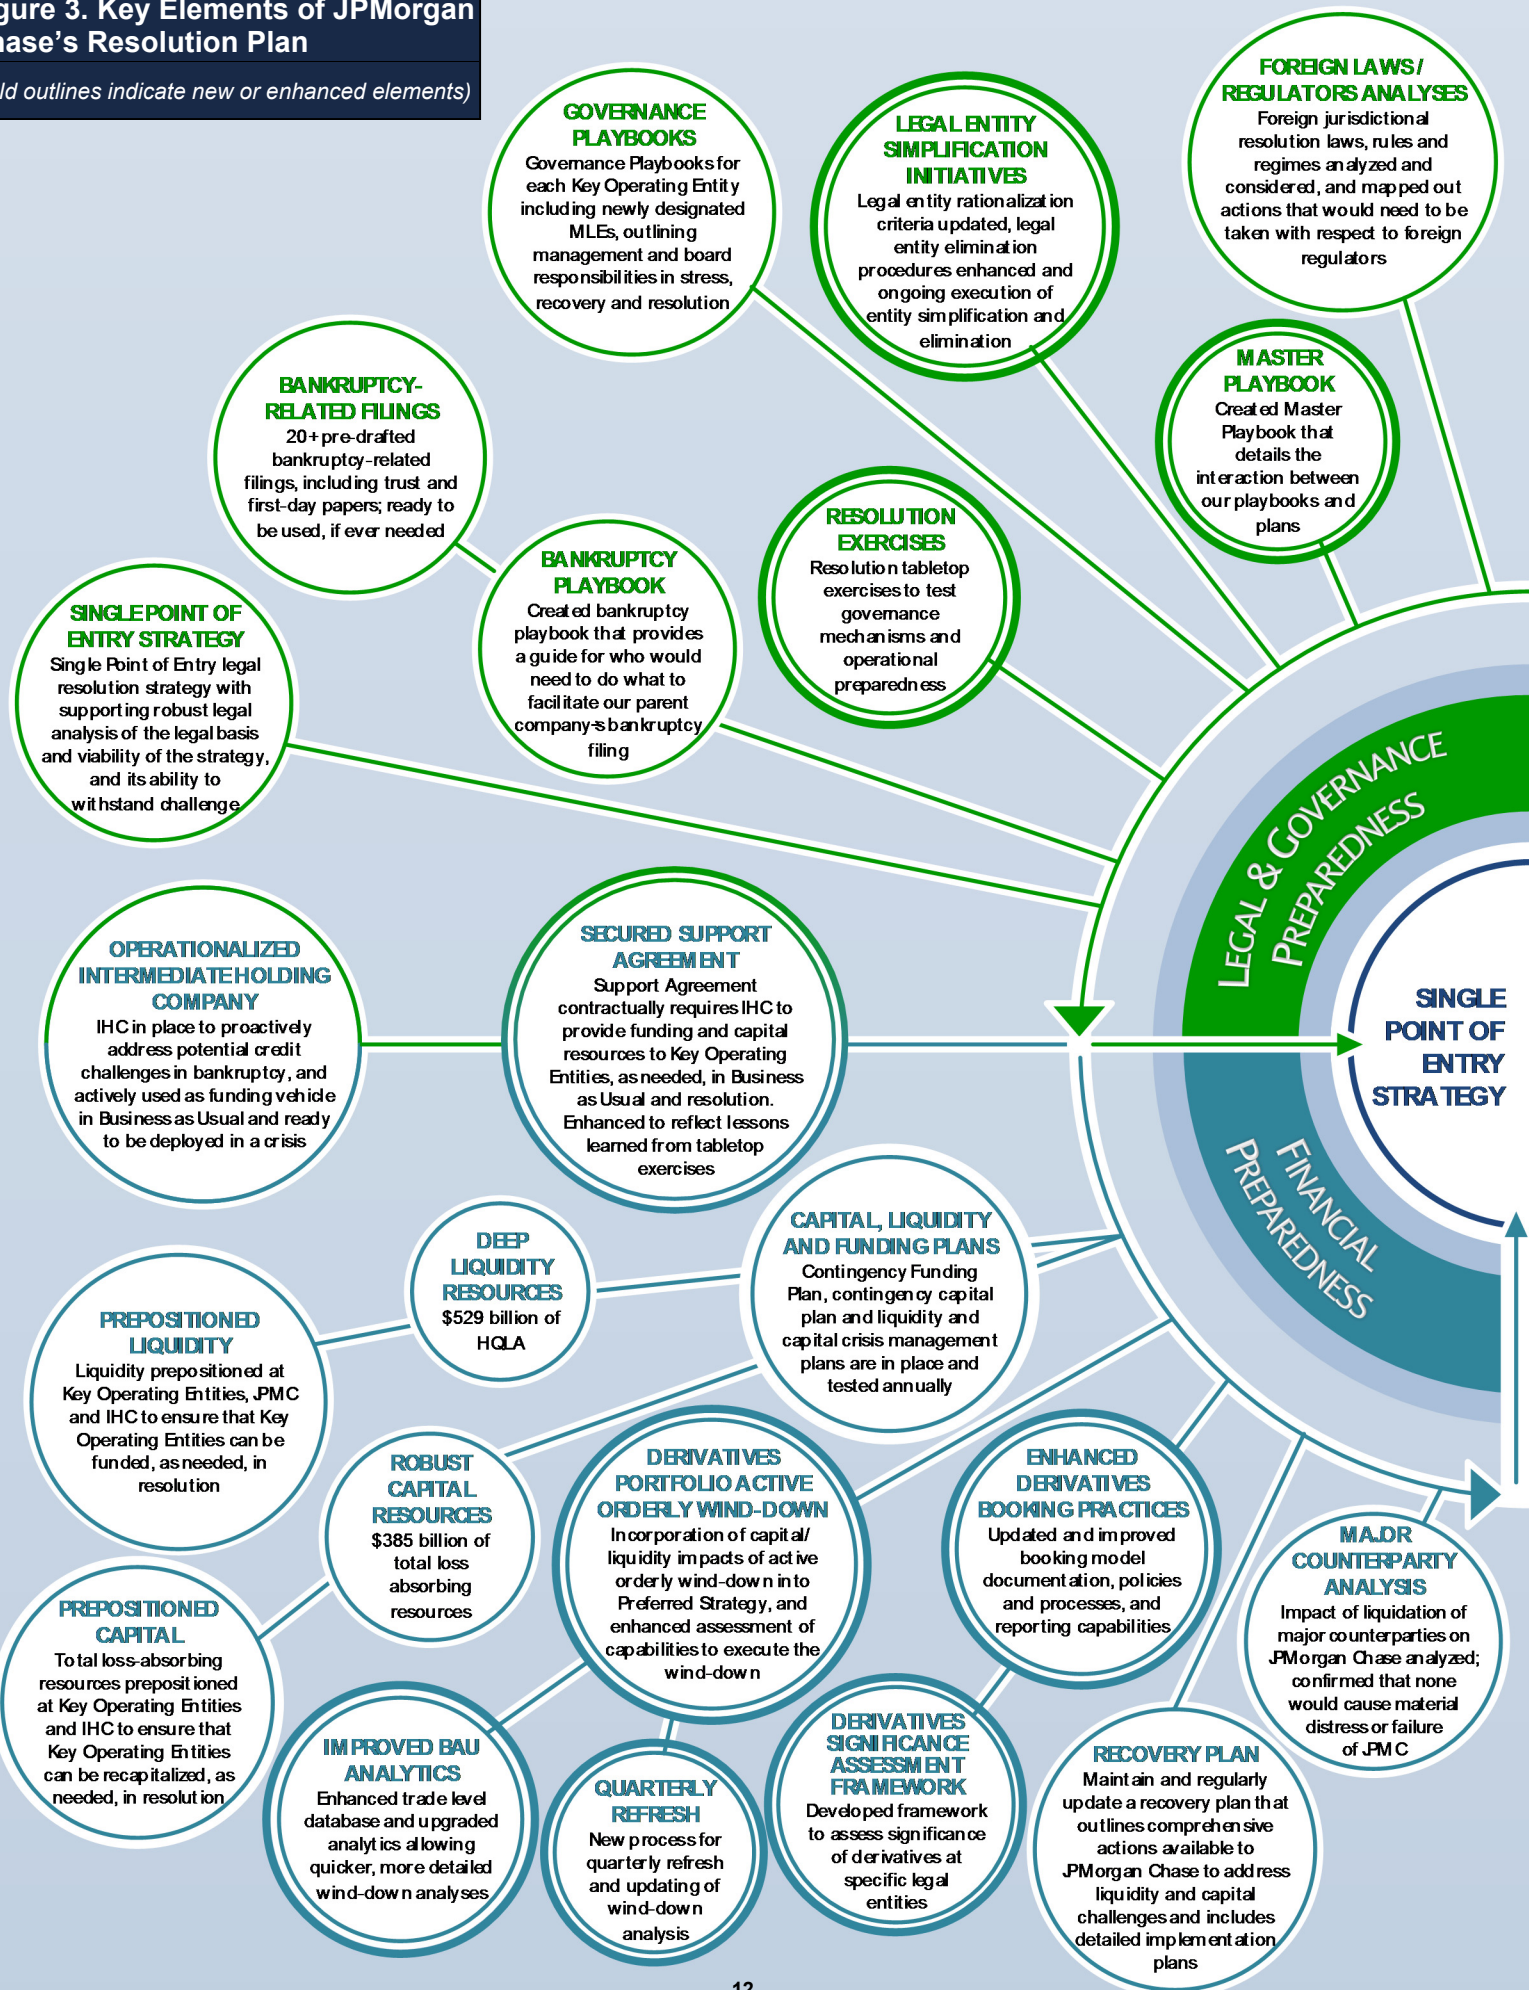 gure 3. Key Elements of JPMorgan
hase's Resolution Plan
ld outlines indicate new or enhanced elements)
FOREIGN LAWS/
REGULATORS ANALYSES
Foreign jurisdictional
resolution laws, rules and
regimes analyzed and
considered, and mapped out
actions that would need to be
taken with respect to foreign
regulators
GOVERNANCE
PLAYBOOKS
Governance Playbooks for
each Key Operating Entity
including newly designated
MLEs, outlining
management and board
responsibilities in stress,
recovery and resolution
LEGAL ENTITY
SIMPLIFICATION
INITIATIVES
Legal entity rationalization
criteria updated, legal
entity elimination
procedures enhanced and
ongoing execution of
entity simplification and
elimination
MASTER
PLAYBOOK
Created Master
Playbook that
details the
interaction between
our playbooks and
plans
BANKRUPTCY-
RELATED FILINGS
20+ pre-drafted
bankruptcy-related
filings, including trust and
first-day papers; ready to
be used, if ever needed
RESOLUTION
EXERCISES
Resolution tabletop
exercises to test
governance
mechanisms and
operational
preparedness
BANKRUPTCY
PLAYBOOK
Created bankruptcy
playbook that provides
a guide for who would
need to do what to
facilitate our parent
company-s bankruptcy
filing
SINGLE POINT OF
ENTRY STRATEGY
Single Point of Entry legal
resolution strategy with
supporting robust legal
analysis of the legal basis
and viability of the strategy,
and its ability to
withstand challenge
LEGAL & GOVERNANCE
PREPAREDNESS
SINGLE
POINT OF
ENTRY
STRATEGY
OPERATIONALIZED
INTERMEDIATE HOLDING
COMPANY
IHC in place to proactively
address potential credit
challenges in bankruptcy, and
actively used as funding vehicle
in Business as Usual and ready
to be deployed in a crisis
SECURED SUPPORT
AGREEMENT
Support Agreement
contractually requires IHC to
provide funding and capital
resources to Key Operating
Entities, as needed, in Business
as Usual and resolution.
Enhanced to reflect lessons
learned from tabletop
exercises
FINANCIAL
PREPAREDNESS
CAPITAL, LIQUIDITY
AND FUNDING PLANS
Contingency Funding
Plan, contingency capital
plan and liquidity and
capital crisis management
plans are in place and
tested annually
DEEP
LIQUIDITY
RESOURCES
$529 billion of
HQLA
PREPOSITIONED
LIQUIDITY
Liquidity prepositioned at
Key Operating Entities, JPMC
and IHC to ensure that Key
Operating Entities can be
funded, as needed, in
resolution
ROBUST
CAPITAL
RESOURCES
$385 billion of
total loss
absorbing
resources
DERIVATIVES
PORTFOLIO ACTIVE
ORDERLY WIND-DOWN
Incorporation of capital/
liquidity impacts of active
orderly wind-down into
Preferred Strategy, and
enhanced assessment of
capabilities to execute the
wind-down
ENHANCED
DERIVATIVES
BOOKING PRACTICES
Updated and improved
booking model
documentation, policies
and processes, and
reporting capabilities
MAJOR
COUNTERPARTY
ANALYSIS
Impact of liquidation of
major counterparties on
JPMorgan Chase analyzed;
confirmed that none
would cause material
distress or failure
of JPMC
PREPOSITIONED
CAPITAL
Total loss-absorbing
resources prepositioned
at Key Operating Entities
and IHC to ensure that
Key Operating Entities
can be recapitalized, as
needed, in resolution
IMPROVED BAU
ANALYTICS
Enhanced trade level
database and upgraded
analytics allowing
quicker, more detailed
wind-down analyses
QUARTERLY
REFRESH
New process for
quarterly refresh
and updating of
wind-down
analysis
DERIVATIVES
SIGNIFICANCE
ASSESSMENT
FRAMEWORK
Developed framework
to assess significance
of derivatives at
specific legal
entities
RECOVERY PLAN
Maintain and regularly
update a recovery plan that
outlines comprehensive
actions available to
JPMorgan Chase to address
liquidity and capital
challenges and includes
detailed implementation
plans
12